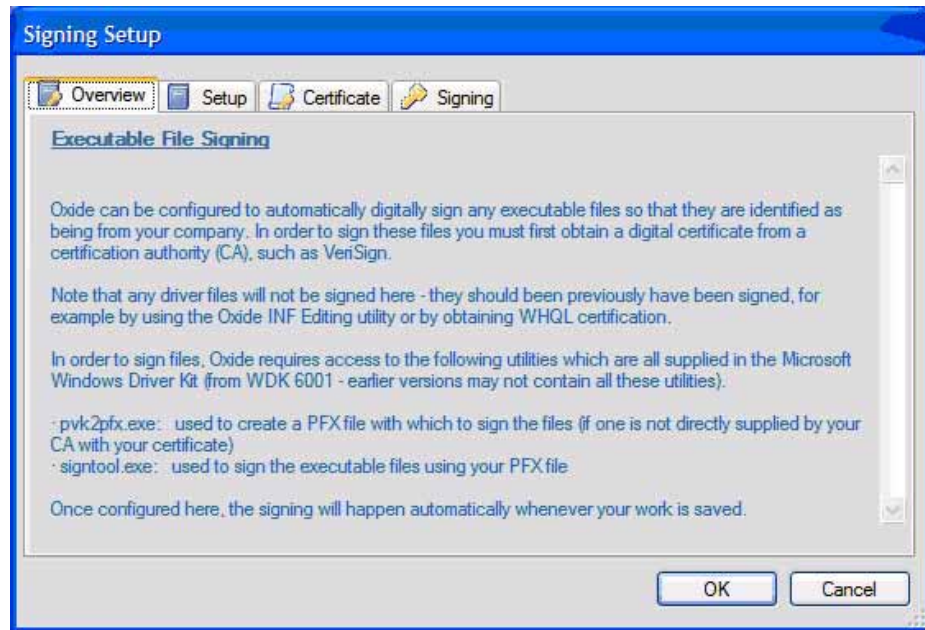 Signing Setup
Overview Setup Certificate Signing
Executable File Signing
Oxide can be configured to automatically digitally sign any executable files so that they are identified as
being from your company. In order to sign these files you must first obtain a digital certificate from a
certification authority (CA), such as VeriSign.
Note that any driver files will not be signed here - they should been previously have been signed, for
example by using the Oxide INF Editing utility or by obtaining WHQL certification.
In order to sign files, Oxide requires access to the following utilities which are all supplied in the Microsoft
Windows Driver Kit (from WDK 6001 - earlier versions may not contain all these utilities).
· pvk2pfx.exe: used to create a PFX file with which to sign the files (if one is not directly supplied by your
CA with your certificate)
· signtool.exe: used to sign the executable files using your PFX file
Once configured here, the signing will happen automatically whenever your work is saved.
OK Cancel